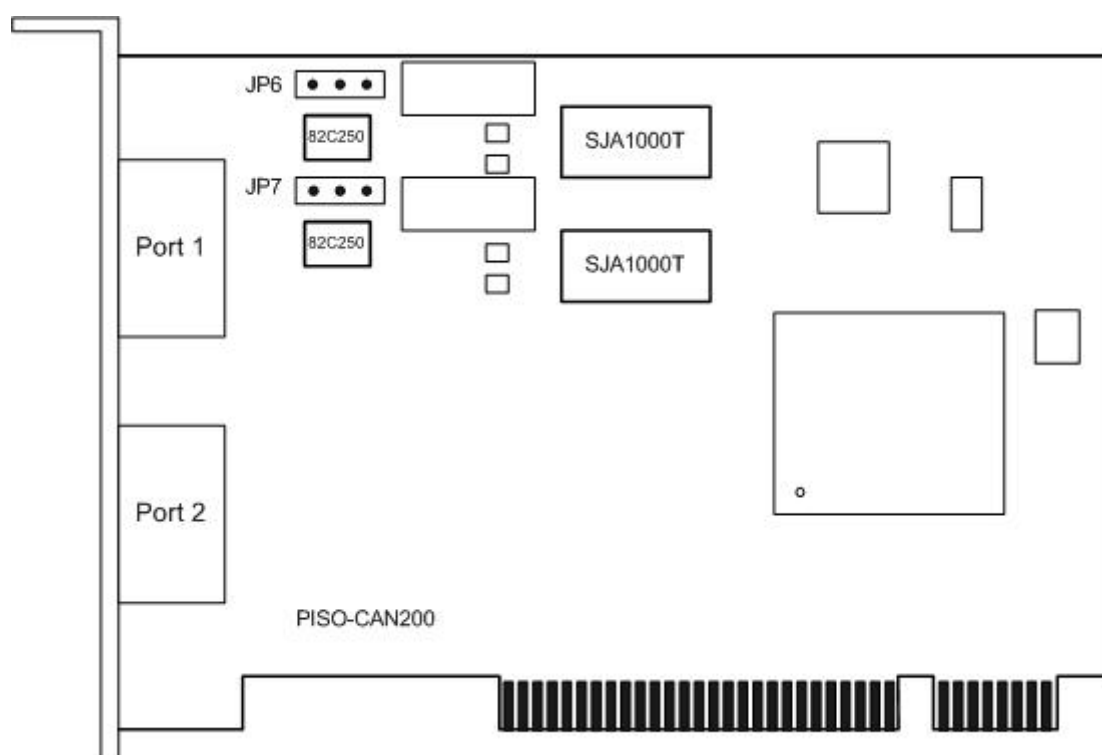 JP6
82C250
SJA1000T
JP7
82C250
Port 1
SJA1000T
Port 2
PISO-CAN200